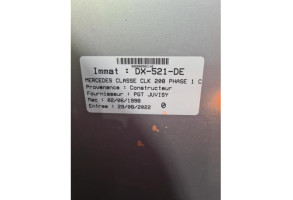 Immat : DX-521-DE
MERCEDES CLASSE CLK 200 PHASE 1 C
Provenance : Constructeur
Fournisseur : PGT JUVISY
Mec : 02/06/1998
Entree : 29/09/2022 0